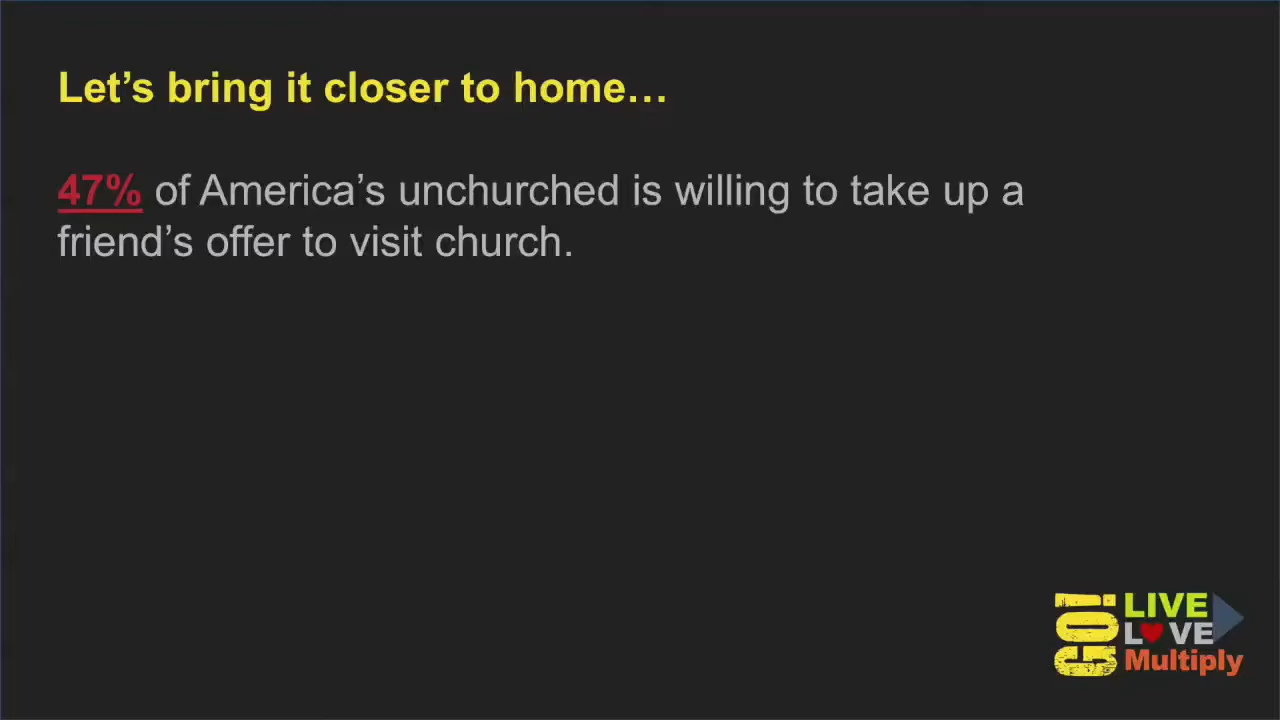 Let’s bring it closer to home…
47% of America’s unchurched is willing to take up a
friend’s offer to visit church.
GO!
LIVE
LOVE
Multiply